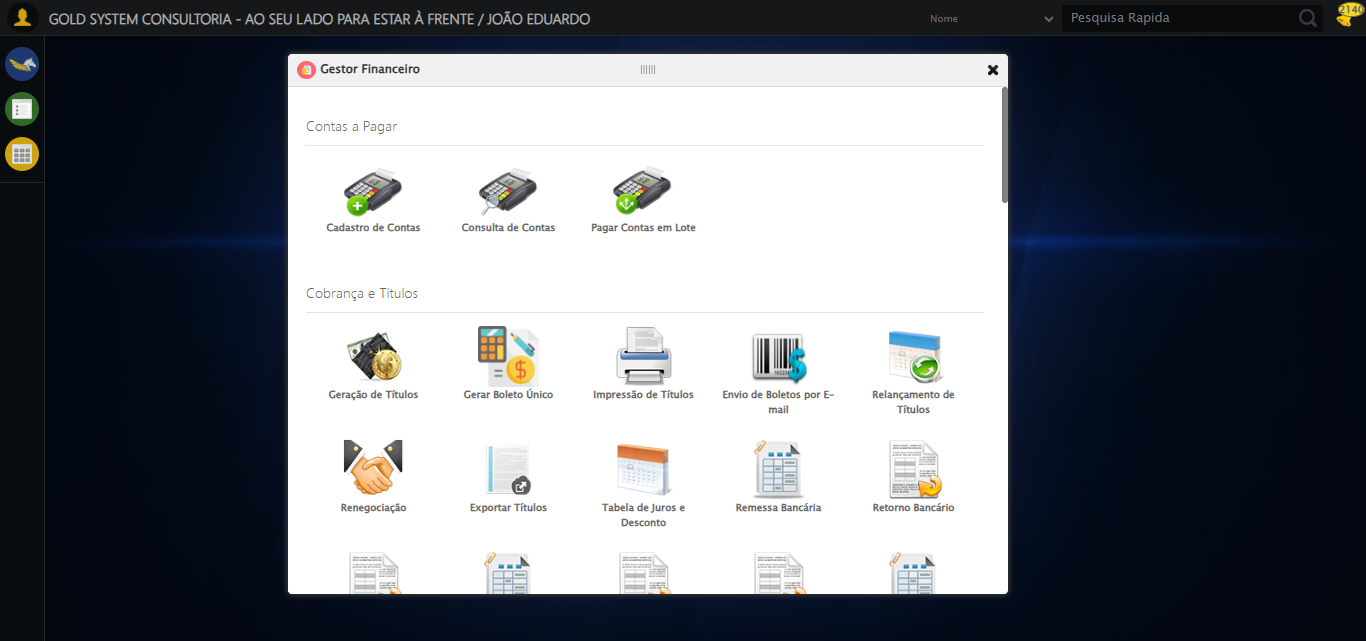 GOLD SYSTEM CONSULTORIA - AO SEU LADO PARA ESTAR À FRENTE / JOÃO EDUARDO
Nome
Pesquisa Rapida
2140
Gestor Financeiro
Contas a Pagar
Cadastro de Contas
Consulta de Contas
Pagar Contas em Lote
Cobrança e Títulos
Geração de Títulos
Gerar Boleto Único
Impressão de Títulos
Envio de Boletos por E-
mail
Relançamento de
Títulos
Renegociação
Exportar Títulos
Tabela de Juros e
Desconto
Remessa Bancária
Retorno Bancário